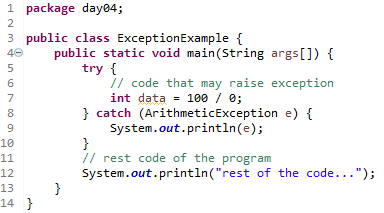 1 package day04;
2
3 public class ExceptionExample {
4 public static void main(String args[]) {
5 try {
6 // code that may raise exception
7 int data = 100 / 0;
8 } catch (ArithmeticException e) {
9 System.out.println(e);
10 }
11 // rest code of the program
12 System.out.println("rest of the code...");
13 }
14 }